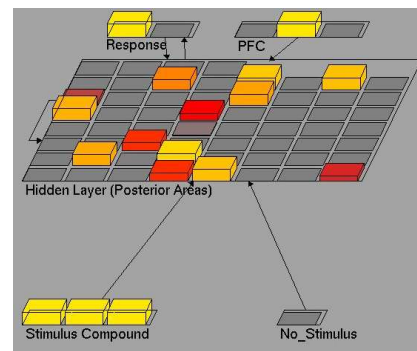 Response
PFC
Hidden Layer (Posterior Areas)
Stimulus Compound
No_Stimulus